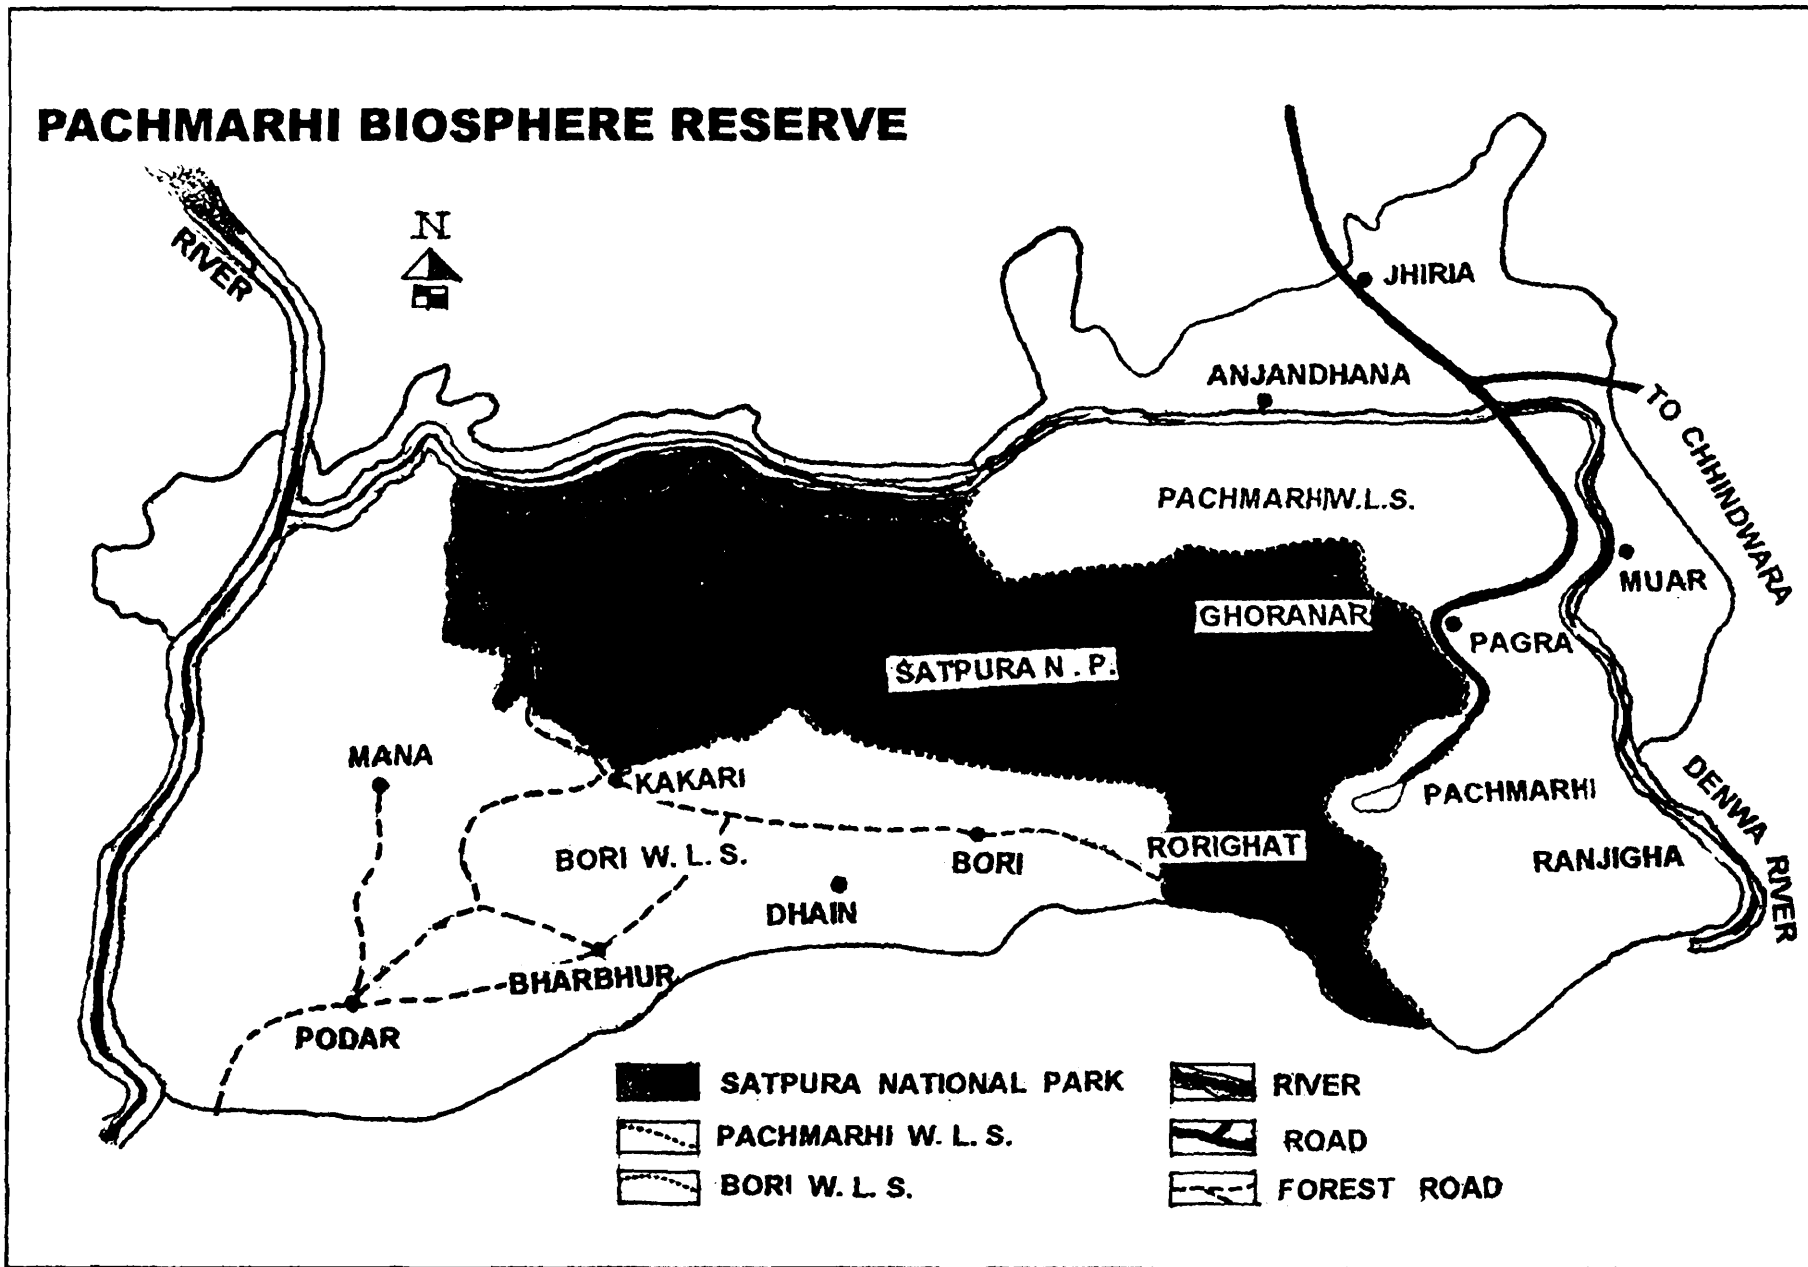 PACHMARHI BIOSPHERE RESERVE
N
RIVER
JHIRIA
ANJANDHANA
TO CHHINDWARA
PACHMARHIW.L.S.
MUAR
GHORANAR
PAGRA
SATPURA N . P.
MANA
KAKARI
PACHMARHI
DENWA RIVER
BORI W. L. S.
BORI
RORIGHAT
RANJIGHA
DHAIN
BHARBHUR
PODAR
SATPURA NATIONAL PARK
RIVER
PACHMARHI W. L. S.
ROAD
BORI W. L. S.
FOREST ROAD